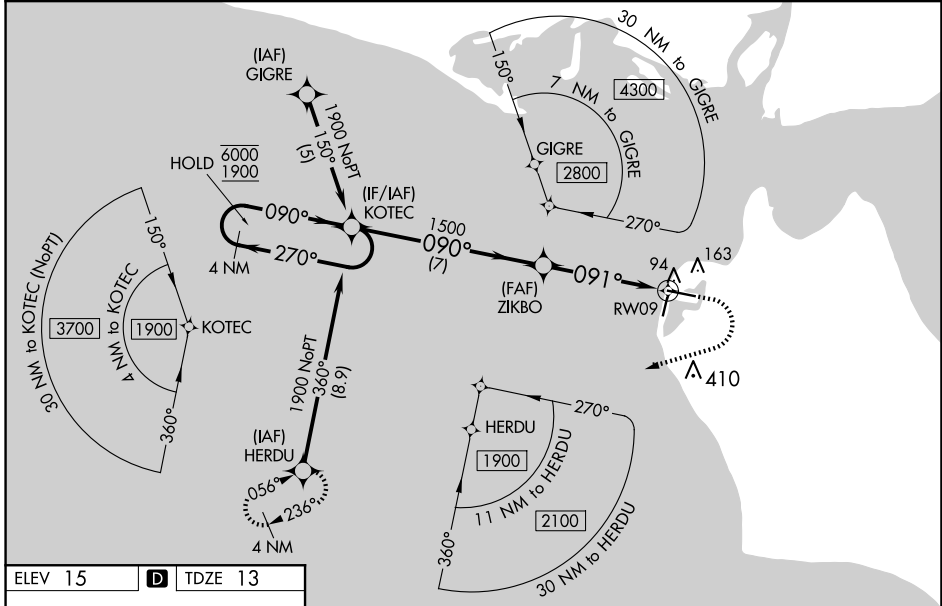 (IAF)
GIGRE
1900 NoPT
150°
(5)
HOLD 6000
1900
(IF/IAF)
KOTEC
090°
270°
4 NM
1500
090°
(7)
(FAF)
ZIKBO
091°
RW09
94
163
410
30 NM to GIGRE
4300
150°
7 NM to GIGRE
GIGRE
2800
270°
30 NM to KOTEC (NoPT)
3700
4 NM to KOTEC
1900
150°
KOTEC
360°
1900 NoPT
360°
(8.9)
(IAF)
HERDU
056°
236°
4 NM
270°
HERDU
1900
11 NM to HERDU
2100
360°
30 NM to HERDU
ELEV 15 D TDZE 13